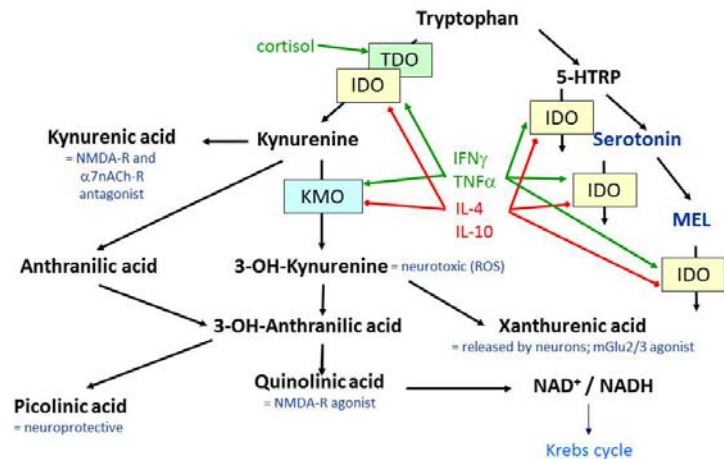 Tryptophan
cortisol
TDO
IDO
5-HTRP
IDO
Kynurenic acid
Kynurenine
Serotonin
= NMDA-R and
α7nACh-R
antagonist
IFNγ
TNFα
IDO
KMO
IL-4
IL-10
MEL
Anthranilic acid
3-OH-Kynurenine = neurotoxic (ROS)
IDO
3-OH-Anthranilic acid
Xanthurenic acid
= released by neurons; mGlu2/3 agonist
Quinolinic acid
NAD⁺ / NADH
= NMDA-R agonist
Picolinic acid
= neuroprotective
Krebs cycle